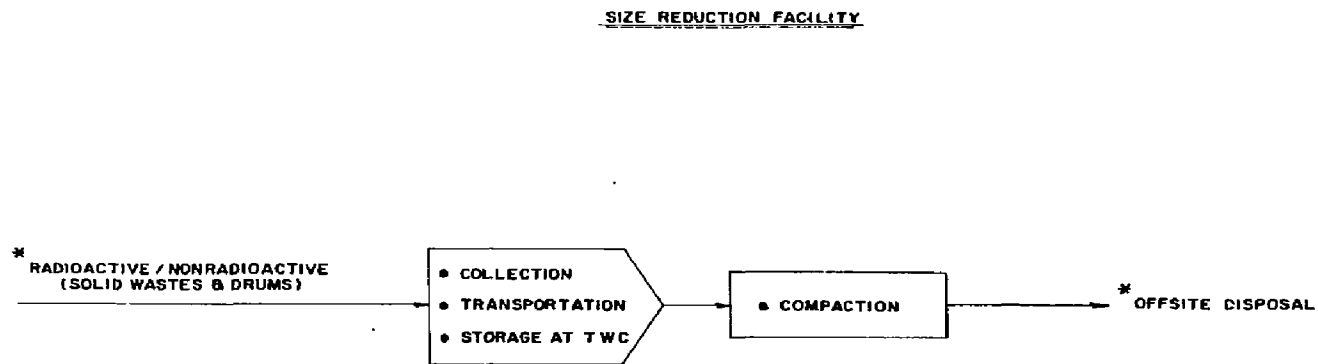 SIZE REDUCTION FACILITY
* RADIOACTIVE / NONRADIOACTIVE
(SOLID WASTES & DRUMS)
• COLLECTION
• TRANSPORTATION
• STORAGE AT TWC
• COMPACTION
* OFFSITE DISPOSAL